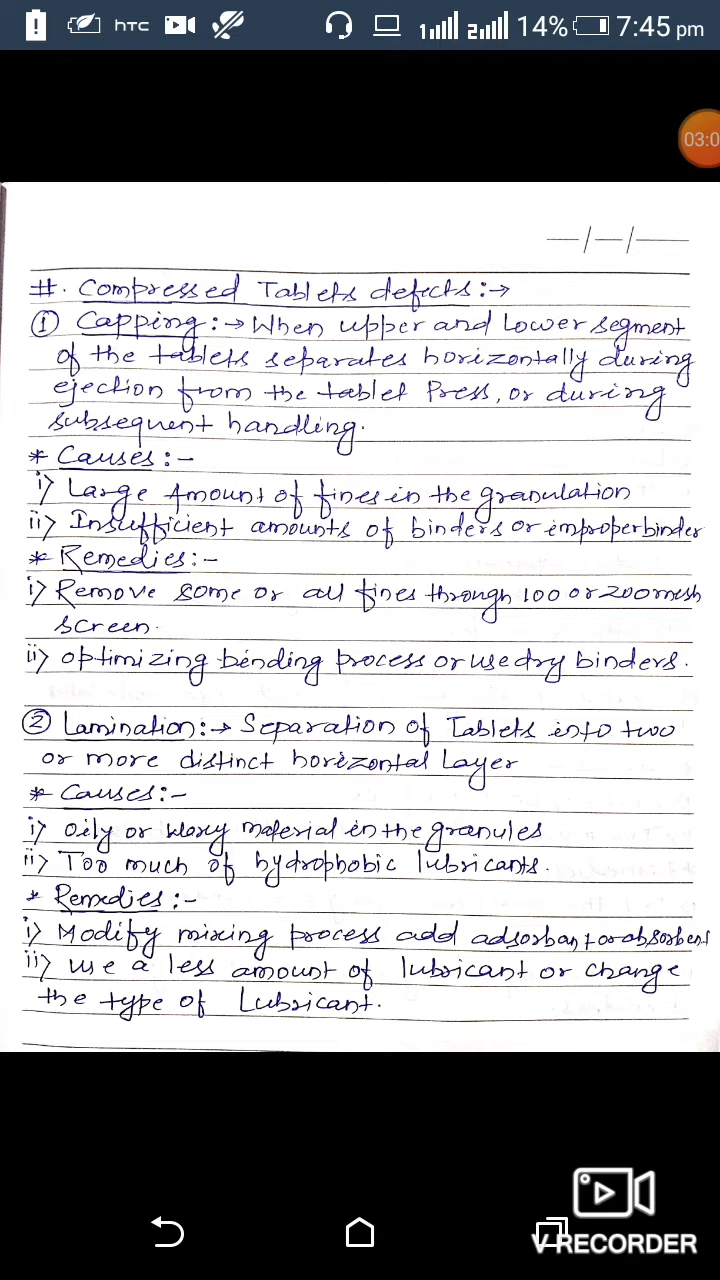 htc 14% 7:45 pm
03:0
—/—/—
#. Compressed Tablets defects:→
① Capping:→ When upper and Lower segment
of the tablets separates horizontally during
ejection from the tablet Press, or during
subsequent handling.
* Causes:-
i> Large Amount of fines in the granulation
ii> Insufficient amounts of binders or improper binder
* Remedies:-
i> Remove some or all fines through 100 or 200 mesh
screen.
ii> optimizing binding process or use dry binders.
② Lamination:→ Separation of Tablets into two
or more distinct horizontal Layer
* Causes:-
i> Oily or waxy material in the granules
ii> Too much of hydrophobic lubricants.
* Remedies:-
i> Modify mixing process add adsorbant or absorbent
ii> use a less amount of lubricant or change
the type of Lubricant.
V RECORDER